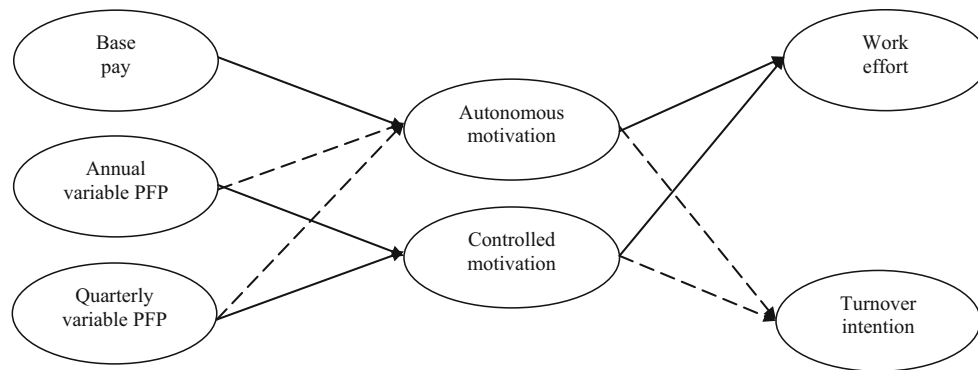 Base
pay
Annual
variable PFP
Quarterly
variable PFP
Autonomous
motivation
Controlled
motivation
Work
effort
Turnover
intention